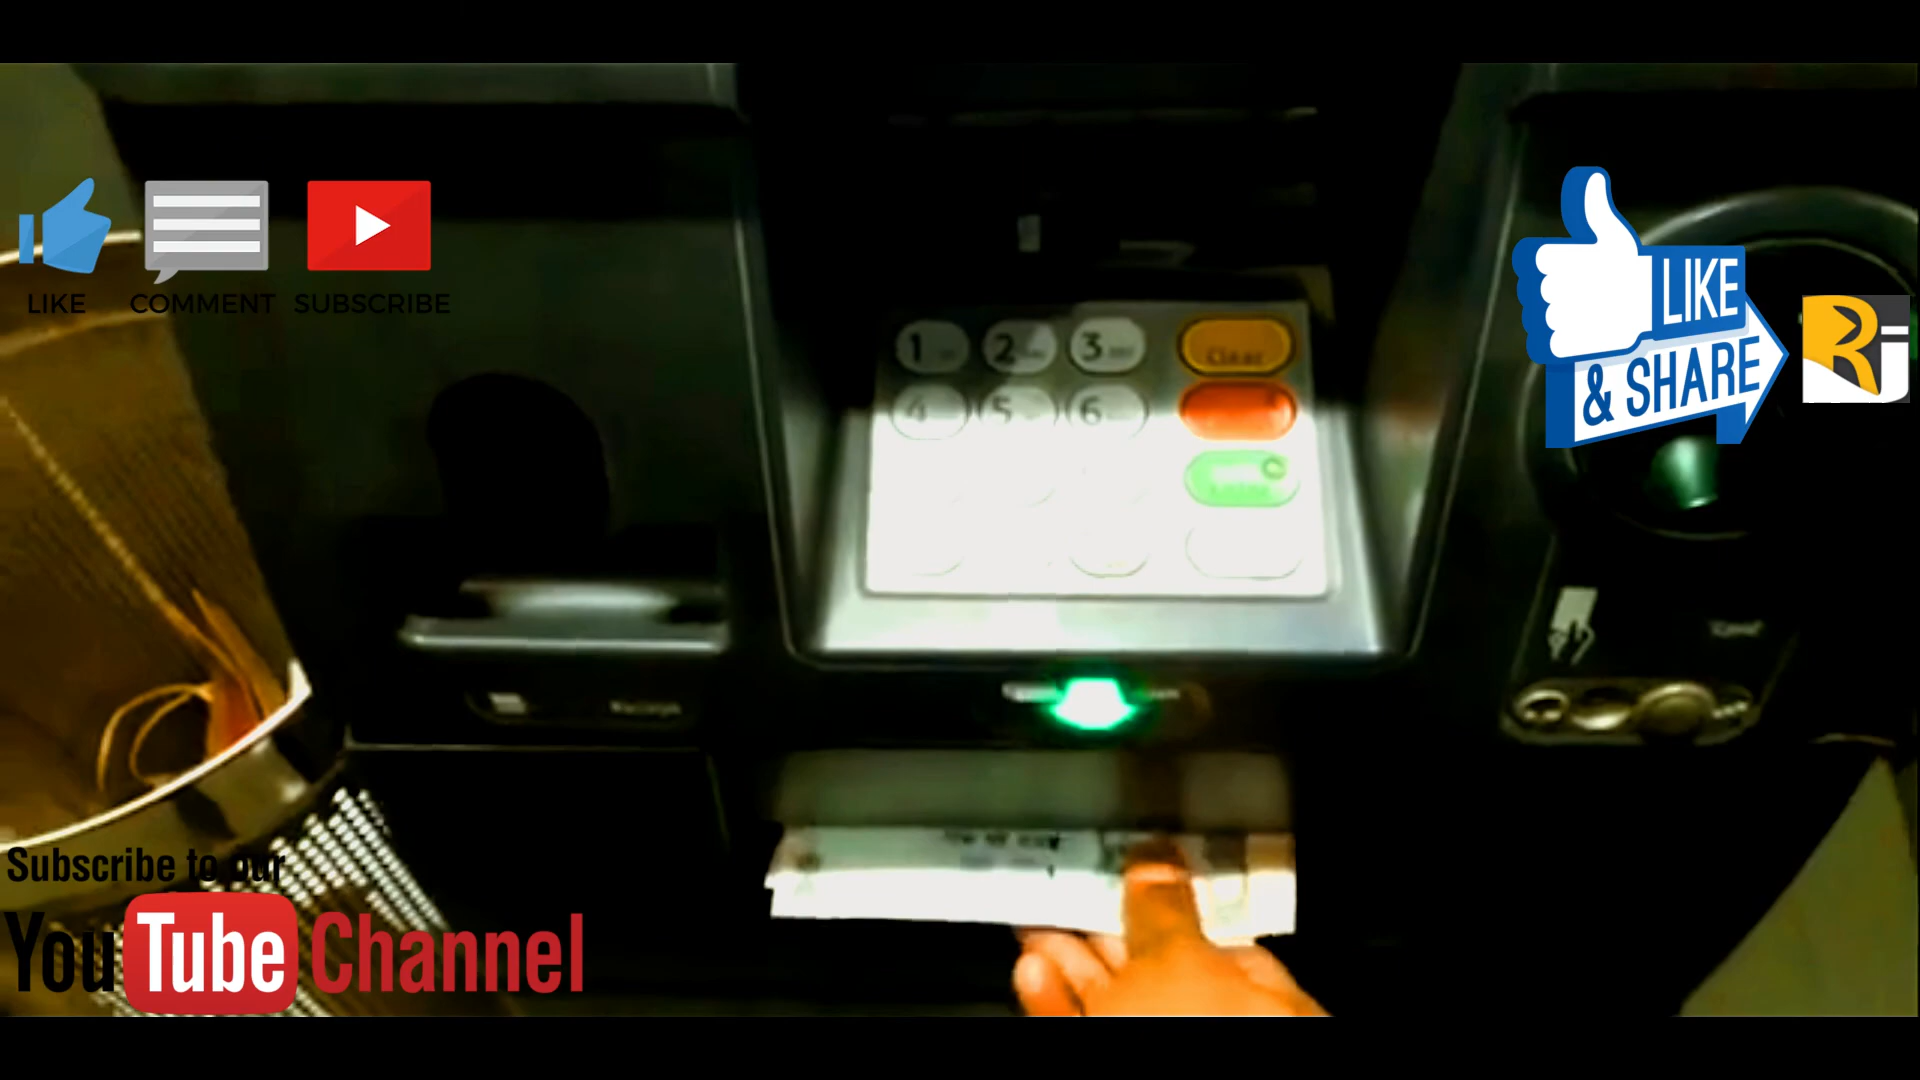 LIKE
COMMENT
SUBSCRIBE
LIKE
& SHARE
1
2
3
Clear
4
5
6
Subscribe to our
YouTube Channel